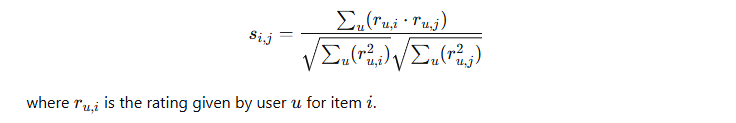 s_{i,j} = \frac{\sum_u (r_{u,i} \cdot r_{u,j})}{\sqrt{\sum_u (r_{u,i}^2)} \sqrt{\sum_u (r_{u,j}^2)}}
where r_{u,i} is the rating given by user u for item i.